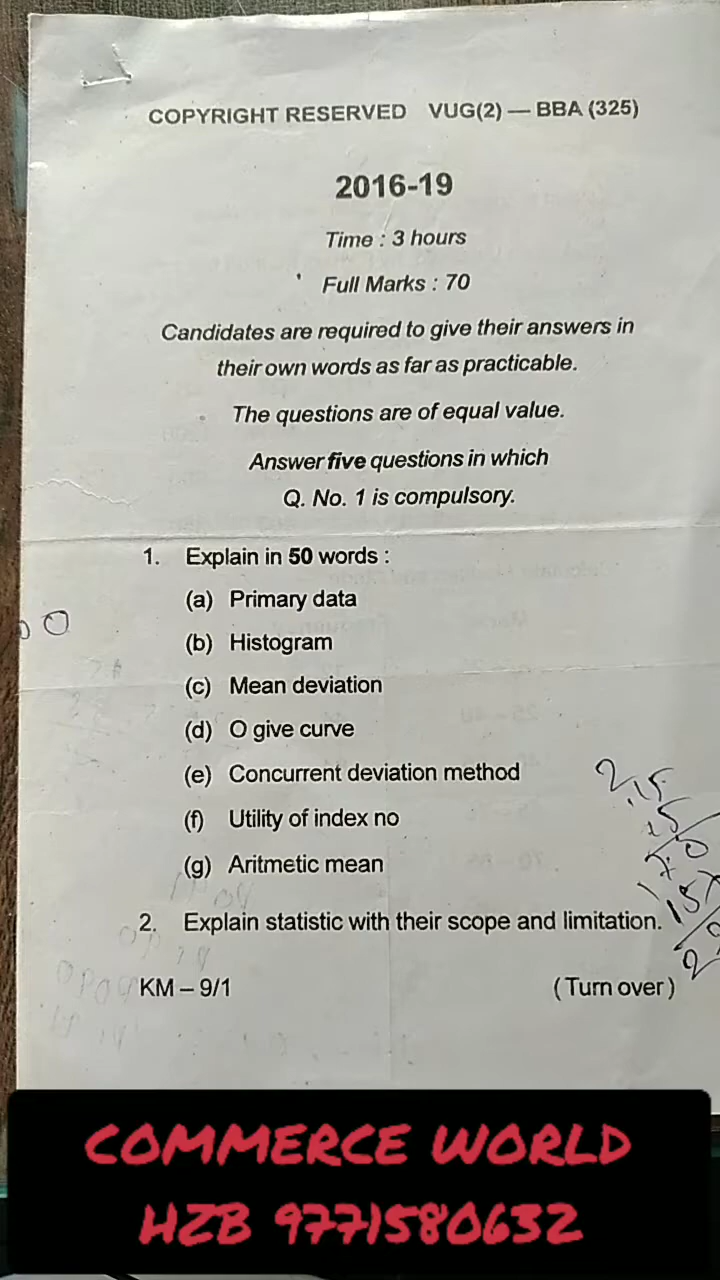 COPYRIGHT RESERVED VUG(2) — BBA (325)
2016-19
Time : 3 hours
Full Marks : 70
Candidates are required to give their answers in
their own words as far as practicable.
The questions are of equal value.
Answer five questions in which
Q. No. 1 is compulsory.
1. Explain in 50 words :
(a) Primary data
(b) Histogram
(c) Mean deviation
(d) O give curve
(e) Concurrent deviation method
(f) Utility of index no
(g) Aritmetic mean
2. Explain statistic with their scope and limitation.
KM – 9/1 (Turn over)
COMMERCE WORLD
HZB 9771580632